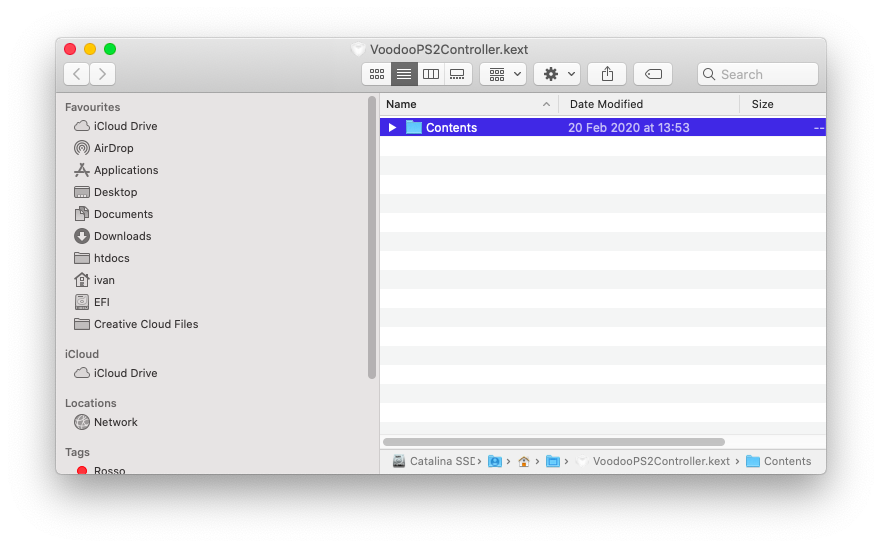 VoodooPS2Controller.kext
Search
Favourites
iCloud Drive
AirDrop
Applications
Desktop
Documents
Downloads
htdocs
ivan
EFI
Creative Cloud Files
iCloud
iCloud Drive
Locations
Network
Tags
Rosso
Name Date Modified Size
Contents 20 Feb 2020 at 13:53 --
Catalina SSD › › › › VoodooPS2Controller.kext › Contents